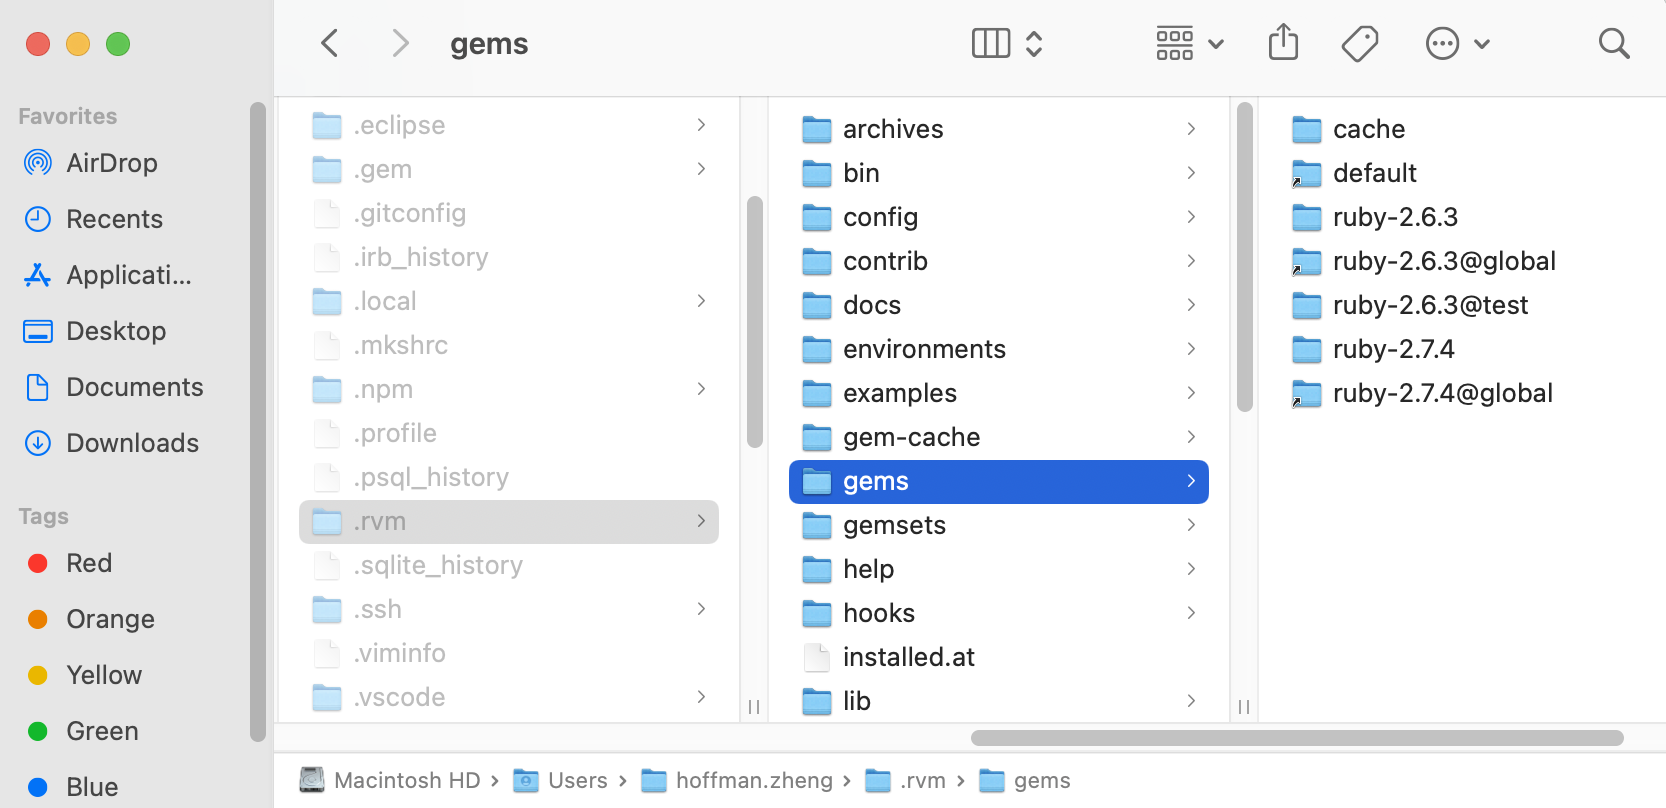 gems
Favorites
AirDrop
Recents
Applicati...
Desktop
Documents
Downloads
Tags
Red
Orange
Yellow
Green
Blue
.eclipse
.gem
.gitconfig
.irb_history
.local
.mkshrc
.npm
.profile
.psql_history
.rvm
.sqlite_history
.ssh
.viminfo
.vscode
archives
bin
config
contrib
docs
environments
examples
gem-cache
gems
gemsets
help
hooks
installed.at
lib
cache
default
ruby-2.6.3
ruby-2.6.3@global
ruby-2.6.3@test
ruby-2.7.4
ruby-2.7.4@global
Macintosh HD › Users › hoffman.zheng › .rvm › gems